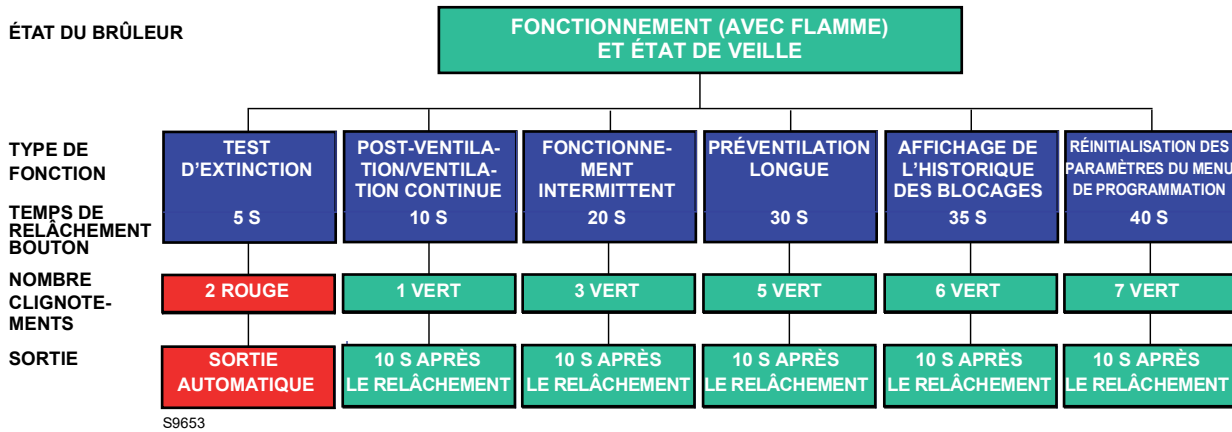 ÉTAT DU BRÛLEUR
FONCTIONNEMENT (AVEC FLAMME)
ET ÉTAT DE VEILLE
TYPE DE
FONCTION
TEST
D’EXTINCTION
POST-VENTILA-
TION/VENTILA-
TION CONTINUE
FONCTIONNE-
MENT
INTERMITTENT
PRÉVENTILATION
LONGUE
AFFICHAGE DE
L’HISTORIQUE
DES BLOCAGES
RÉINITIALISATION DES
PARAMÈTRES DU MENU
DE PROGRAMMATION
TEMPS DE
RELÂCHEMENT
BOUTON
5 S
10 S
20 S
30 S
35 S
40 S
NOMBRE
CLIGNOTE-
MENTS
2 ROUGE
1 VERT
3 VERT
5 VERT
6 VERT
7 VERT
SORTIE
SORTIE
AUTOMATIQUE
10 S APRÈS
LE RELÂCHEMENT
10 S APRÈS
LE RELÂCHEMENT
10 S APRÈS
LE RELÂCHEMENT
10 S APRÈS
LE RELÂCHEMENT
10 S APRÈS
LE RELÂCHEMENT
S9653